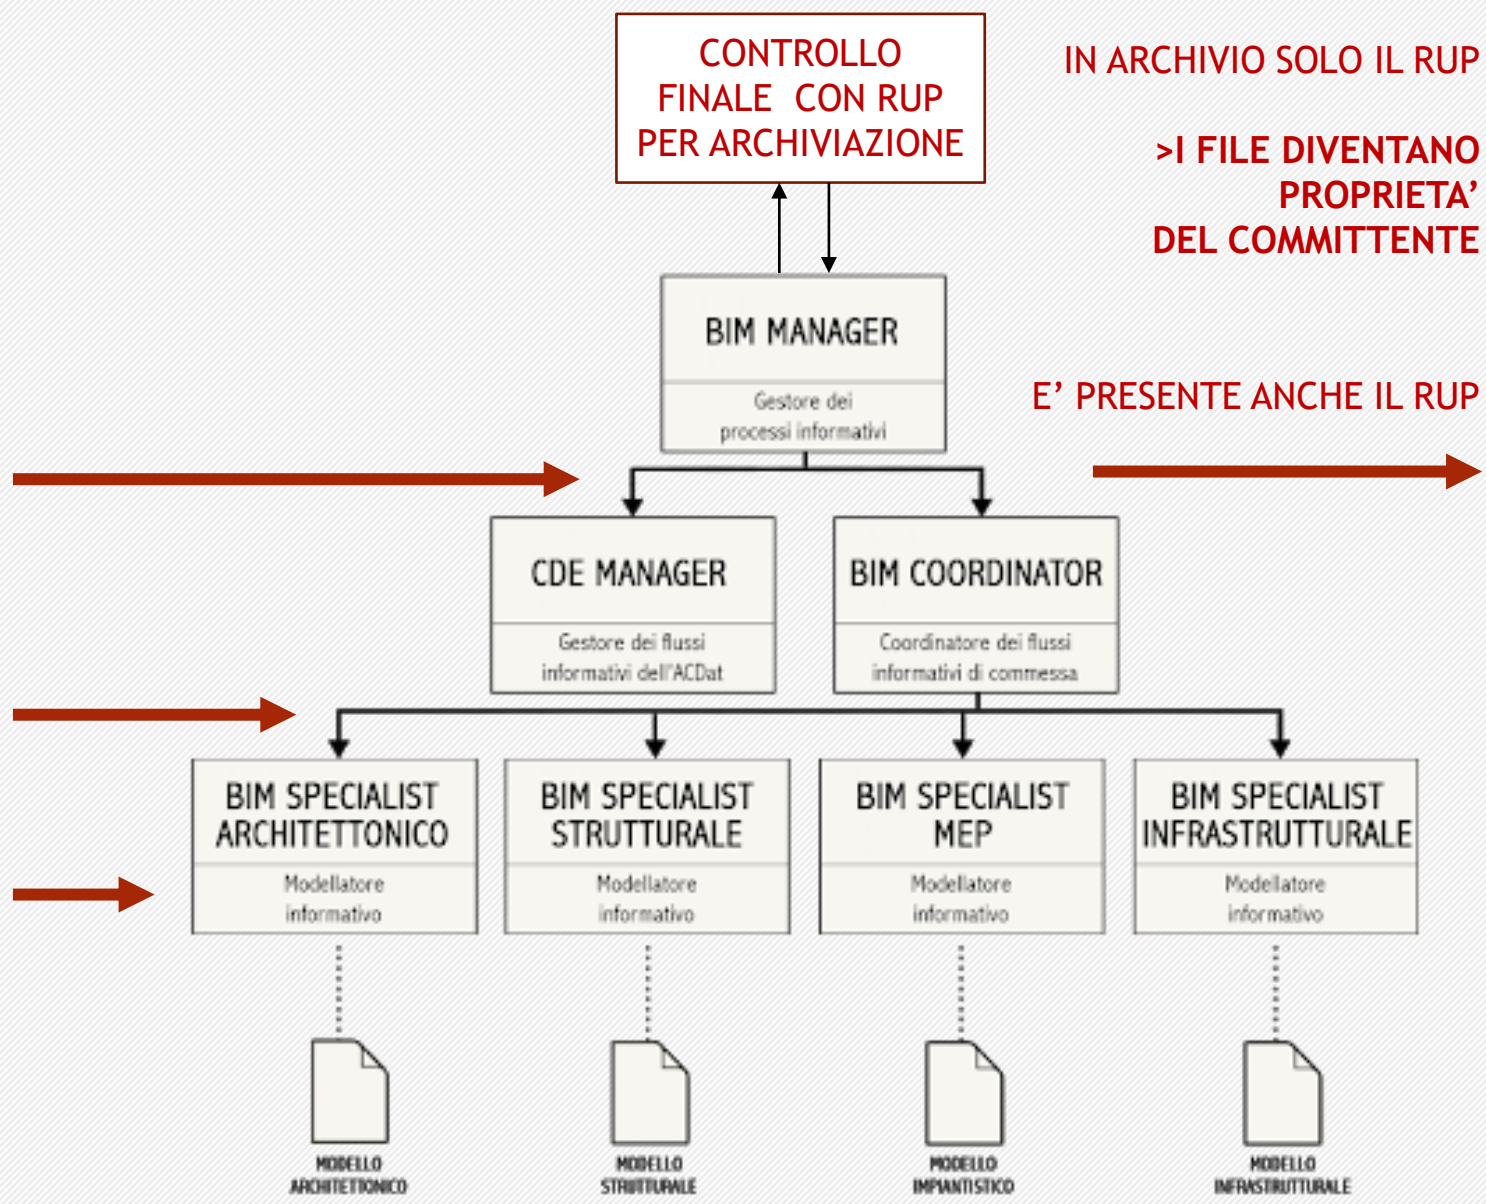 CONTROLLO
FINALE CON RUP
PER ARCHIVIAZIONE
IN ARCHIVIO SOLO IL RUP
>I FILE DIVENTANO
PROPRIETA’
DEL COMMITTENTE
BIM MANAGER
Gestore dei
processi informativi
E’ PRESENTE ANCHE IL RUP
CDE MANAGER
Gestore dei flussi
informativi dell'ACDat
BIM COORDINATOR
Coordinatore dei flussi
informativi di commessa
BIM SPECIALIST
ARCHITETTONICO
Modellatore
informativo
BIM SPECIALIST
STRUTTURALE
Modellatore
informativo
BIM SPECIALIST
MEP
Modellatore
informativo
BIM SPECIALIST
INFRASTRUTTURALE
Modellatore
informativo
MODELLO
ARCHITETTONICO
MODELLO
STRUTTURALE
MODELLO
IMPIANTISTICO
MODELLO
INFRASTRUTTURALE